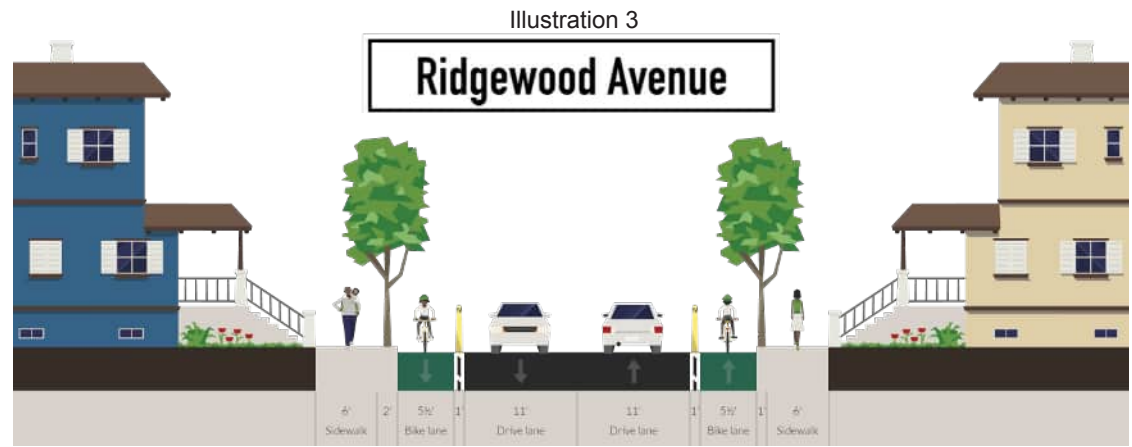 Illustration 3
Ridgewood Avenue
6' 2' 5½' 1' 11' 11' 1' 5½' 1' 6'
Sidewalk Bike lane Drive lane Drive lane Bike lane Sidewalk